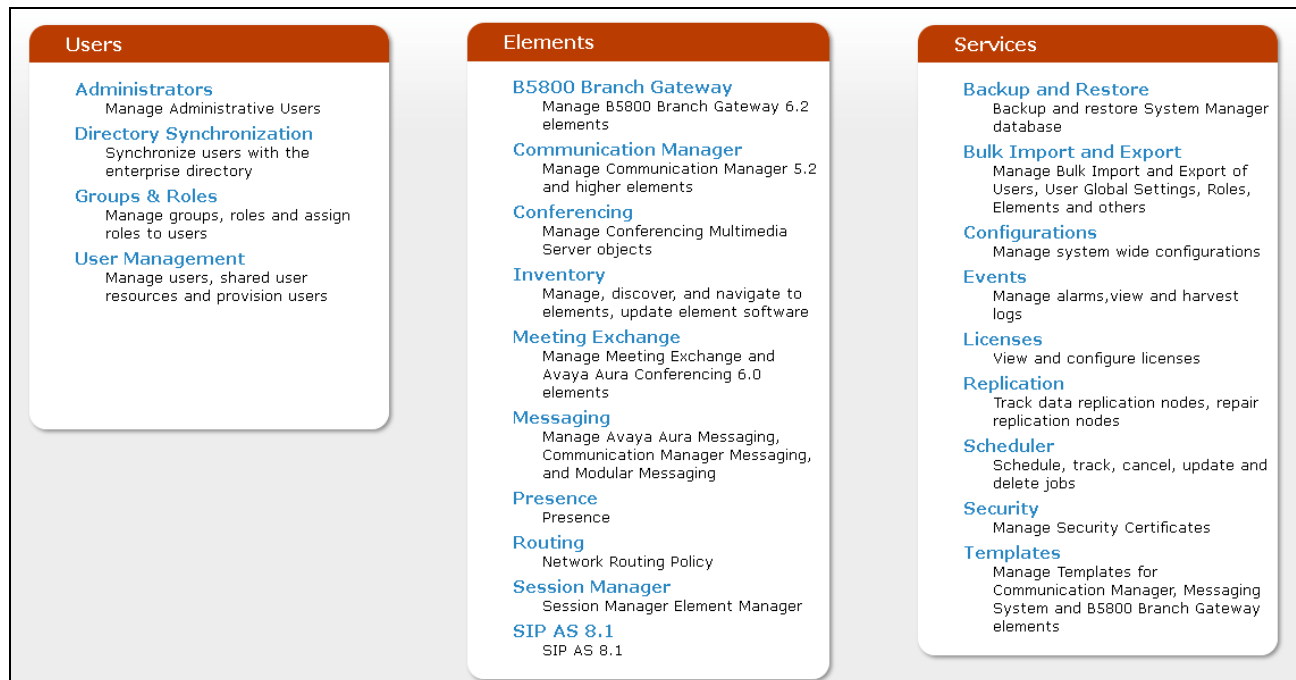 Users
Administrators
Manage Administrative Users
Directory Synchronization
Synchronize users with the
enterprise directory
Groups & Roles
Manage groups, roles and assign
roles to users
User Management
Manage users, shared user
resources and provision users
Elements
B5800 Branch Gateway
Manage B5800 Branch Gateway 6.2
elements
Communication Manager
Manage Communication Manager 5.2
and higher elements
Conferencing
Manage Conferencing Multimedia
Server objects
Inventory
Manage, discover, and navigate to
elements, update element software
Meeting Exchange
Manage Meeting Exchange and
Avaya Aura Conferencing 6.0
elements
Messaging
Manage Avaya Aura Messaging,
Communication Manager Messaging,
and Modular Messaging
Presence
Presence
Routing
Network Routing Policy
Session Manager
Session Manager Element Manager
SIP AS 8.1
SIP AS 8.1
Services
Backup and Restore
Backup and restore System Manager
database
Bulk Import and Export
Manage Bulk Import and Export of
Users, User Global Settings, Roles,
Elements and others
Configurations
Manage system wide configurations
Events
Manage alarms,view and harvest
logs
Licenses
View and configure licenses
Replication
Track data replication nodes, repair
replication nodes
Scheduler
Schedule, track, cancel, update and
delete jobs
Security
Manage Security Certificates
Templates
Manage Templates for
Communication Manager, Messaging
System and B5800 Branch Gateway
elements